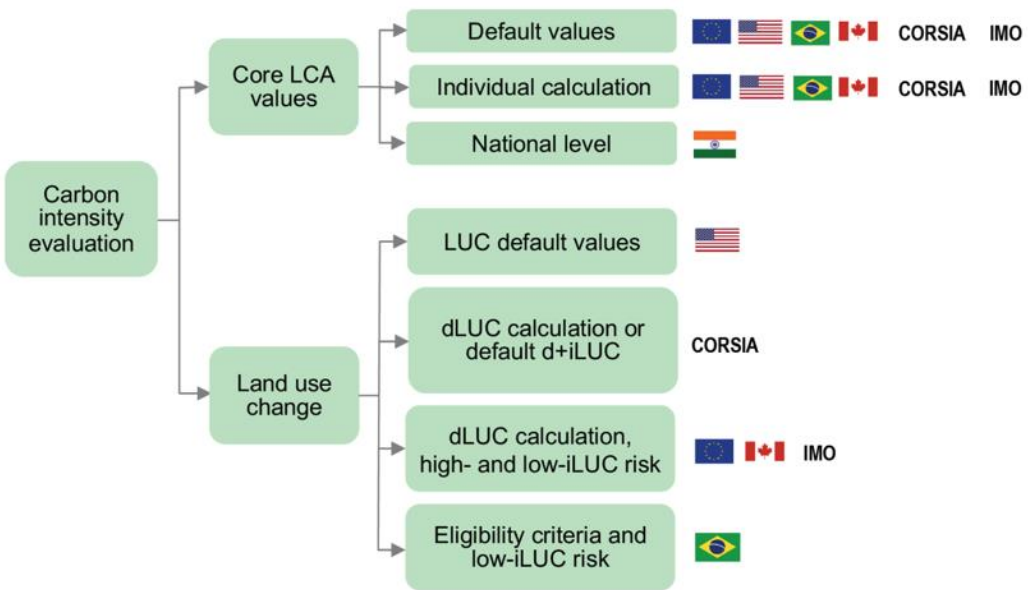 Default values
CORSIA IMO
Core LCA
values
Individual calculation
CORSIA IMO
National level
Carbon
intensity
evaluation
LUC default values
dLUC calculation or
default d+iLUC
CORSIA
Land use
change
dLUC calculation,
high- and low-iLUC risk
IMO
Eligibility criteria and
low-iLUC risk